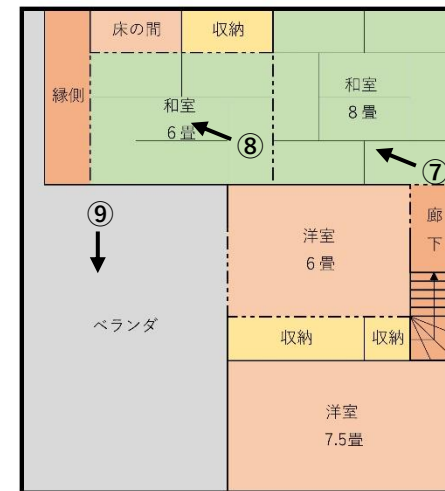 床の間
収納
縁側
和室
6 畳
和室
8 畳
⑧
⑦
⑨
廊下
洋室
6 畳
ベランダ
収納
収納
洋室
7.5畳